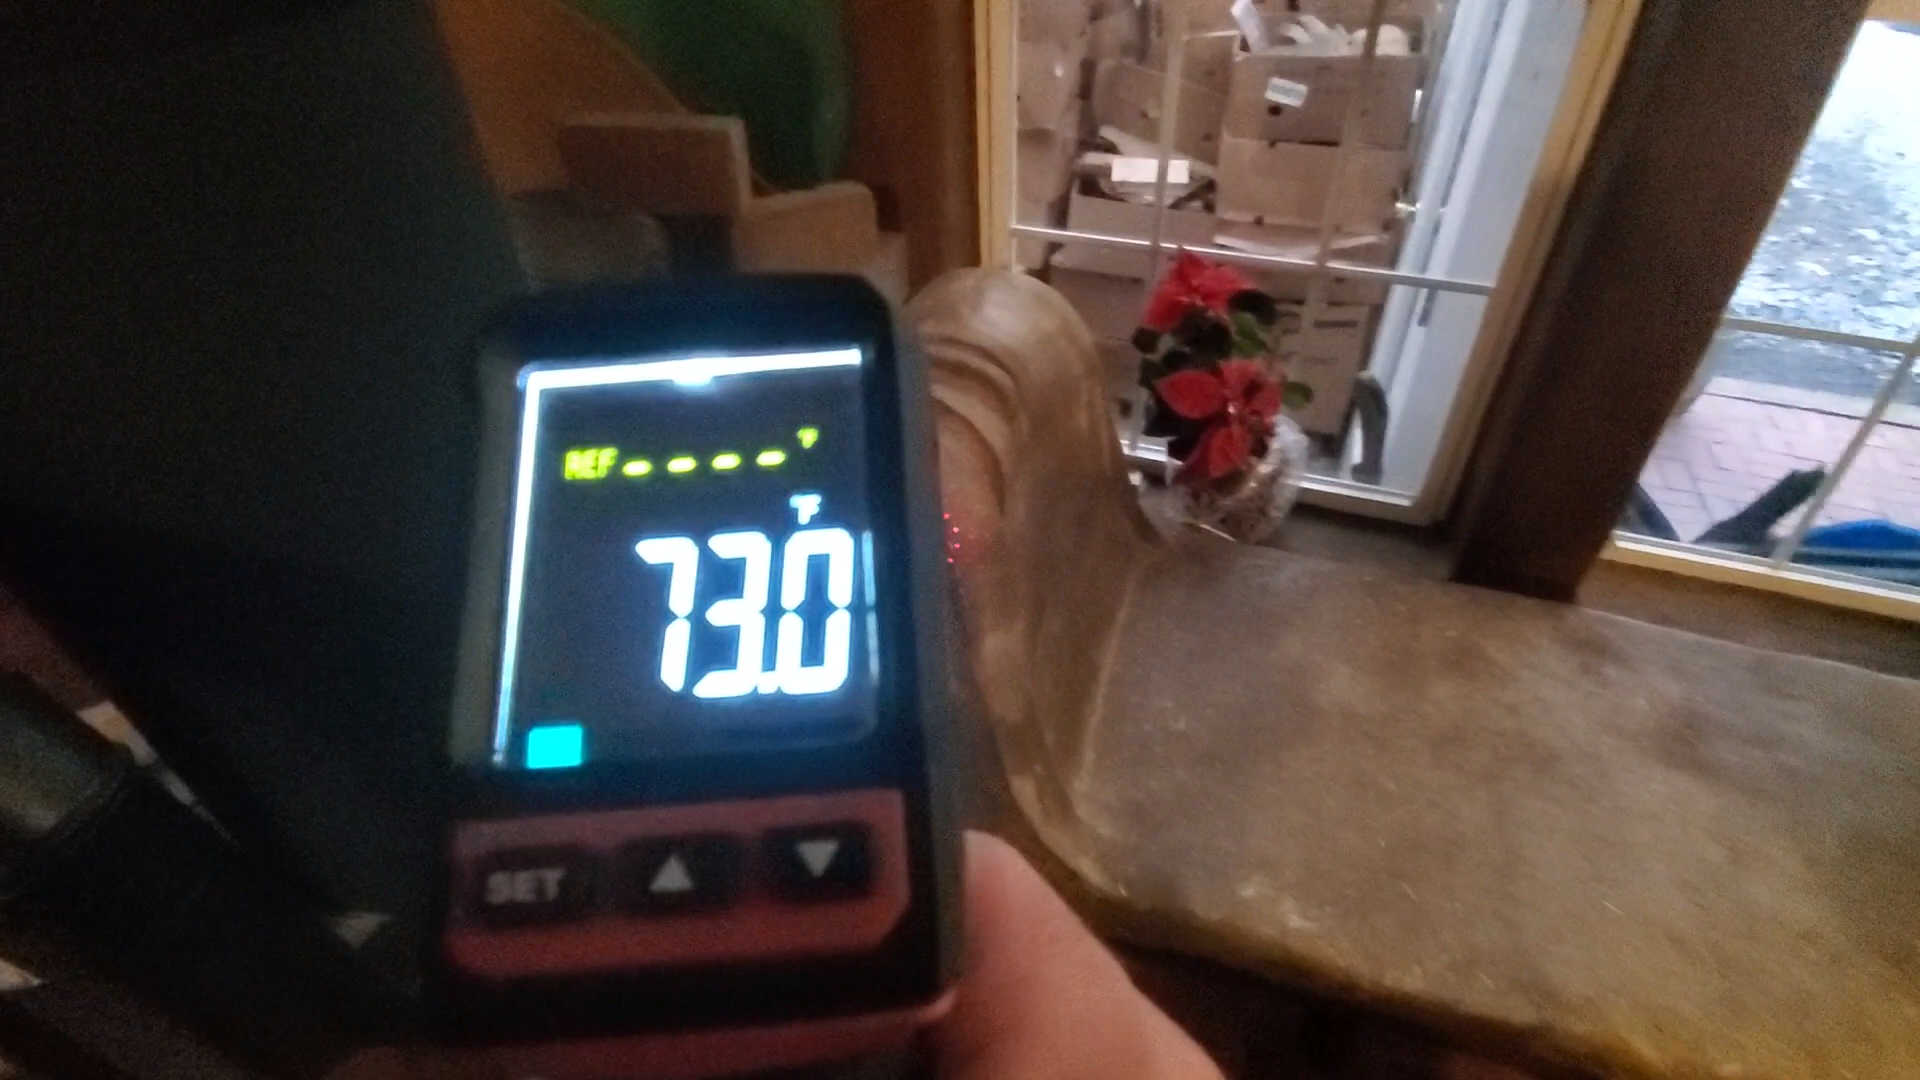 REF ---- °F
°F
73.0
SET ▲ ▼